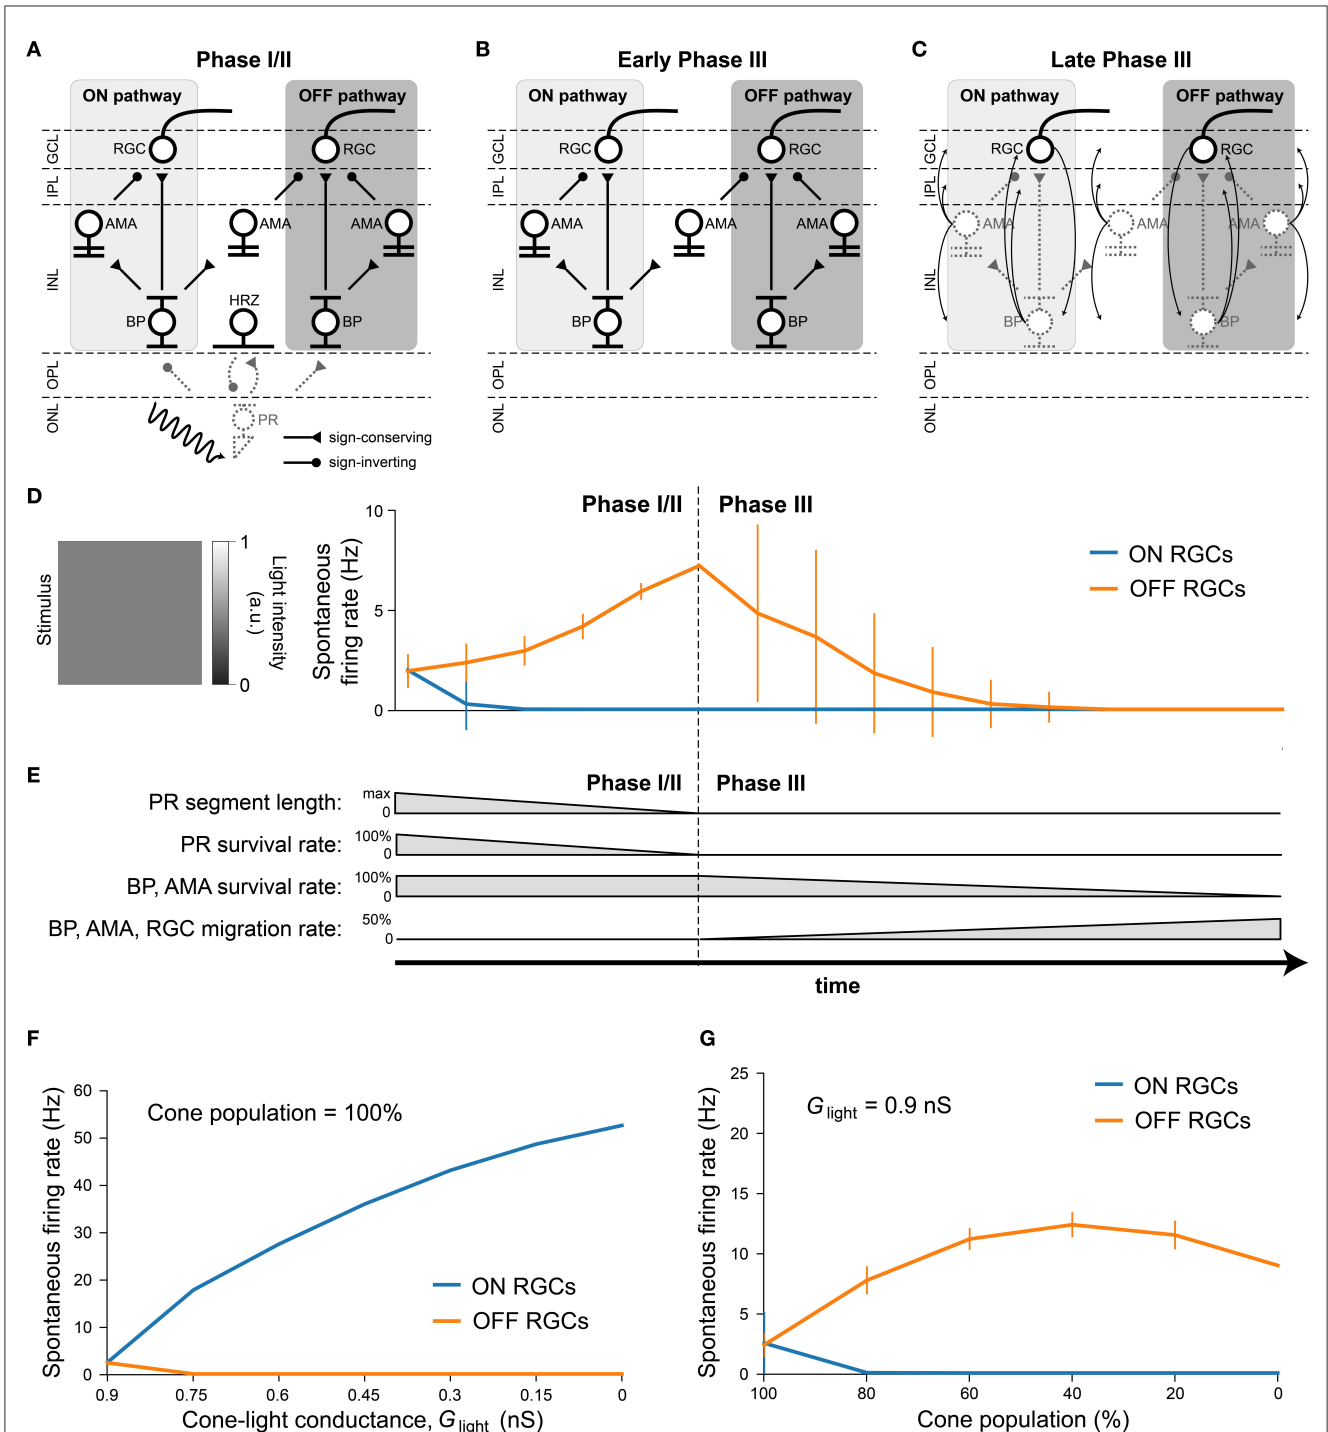 A
Phase I/II
ON pathway
OFF pathway
GCL
RGC
RGC
IPL
AMA
AMA
AMA
INL
HRZ
BP
BP
OPL
ONL
PR
sign-conserving
sign-inverting
B
Early Phase III
ON pathway
OFF pathway
GCL
RGC
RGC
IPL
AMA
AMA
AMA
INL
BP
BP
OPL
ONL
C
Late Phase III
ON pathway
OFF pathway
GCL
RGC
RGC
IPL
AMA
AMA
AMA
INL
BP
BP
OPL
ONL
D
Stimulus
1
0
Light intensity
(a.u.)
Phase I/II
Phase III
Spontaneous
firing rate (Hz)
10
5
0
ON RGCs
OFF RGCs
E
Phase I/II
Phase III
PR segment length:
max
0
PR survival rate:
100%
0
BP, AMA survival rate:
100%
0
BP, AMA, RGC migration rate:
50%
0
time
F
Spontaneous firing rate (Hz)
60
50
40
30
20
10
0
Cone population = 100%
ON RGCs
OFF RGCs
0.9 0.75 0.6 0.45 0.3 0.15 0
Cone-light conductance, G light (nS)
G
Spontaneous firing rate (Hz)
25
20
15
10
5
0
G light = 0.9 nS
ON RGCs
OFF RGCs
100 80 60 40 20 0
Cone population (%)